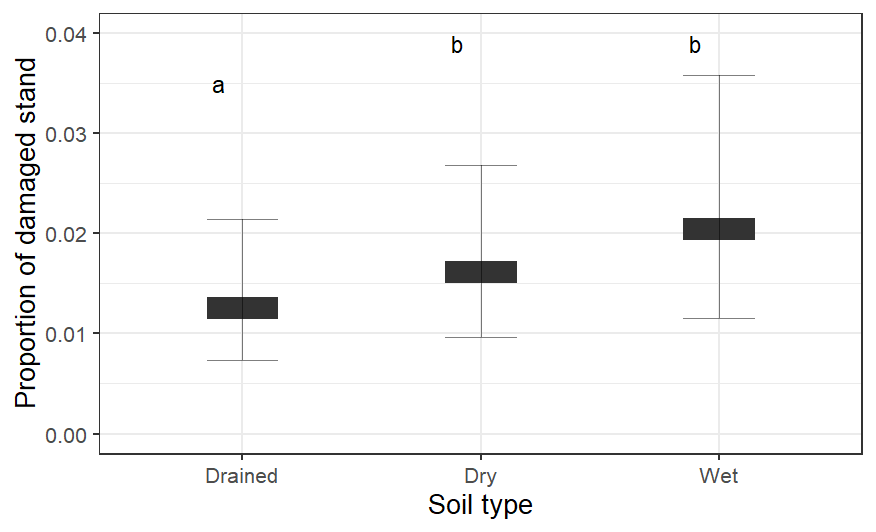 Proportion of damaged stand
0.04
0.03
0.02
0.01
0.00
a
b
b
Drained
Dry
Wet
Soil type